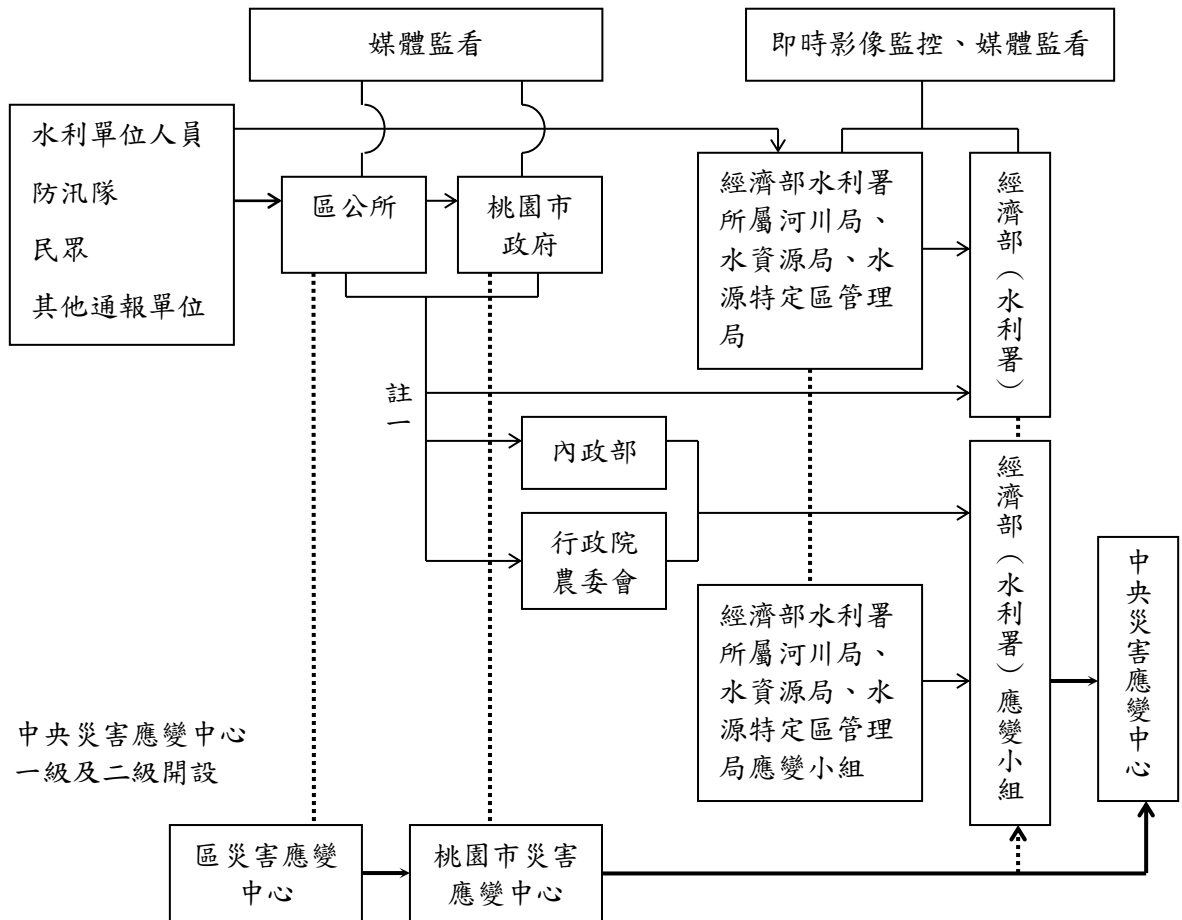 媒體監看
即時影像監控、媒體監看
水利單位人員
防汛隊
民眾
其他通報單位
區公所
桃園市
政府
經濟部水利署
所屬河川局、
水資源局、水
源特定區管理
局
經濟部（水利署）
註一
內政部
行政院
農委會
經濟部水利署
所屬河川局、
水資源局、水
源特定區管理
局應變小組
經濟部（水利署）應變小組
中央災害應變中心
中央災害應變中心
一級及二級開設
區災害應變
中心
桃園市災害
應變中心